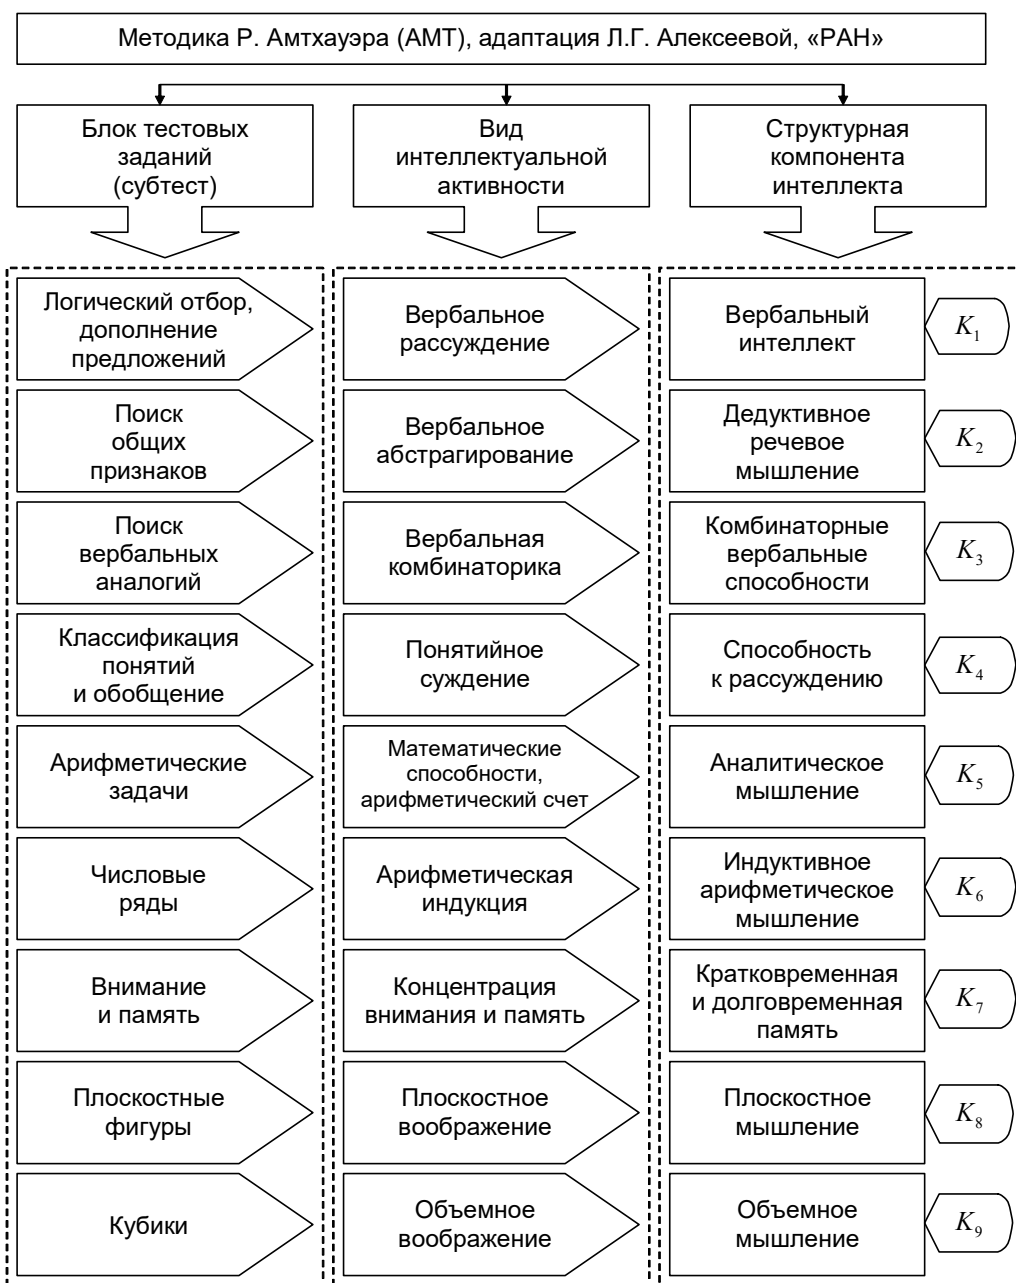 Методика Р. Амтхауэра (АМТ), адаптация Л.Г. Алексеевой, «РАН»
Блок тестовых
заданий
(субтест)
Вид
интеллектуальной
активности
Структурная
компонента
интеллекта
Логический отбор,
дополнение
предложений
Вербальное
рассуждение
Вербальный
интеллект
K₁
Поиск
общих
признаков
Вербальное
абстрагирование
Дедуктивное
речевое
мышление
K₂
Поиск
вербальных
аналогий
Вербальная
комбинаторика
Комбинаторные
вербальные
способности
K₃
Классификация
понятий
и обобщение
Понятийное
суждение
Способность
к рассуждению
K₄
Арифметические
задачи
Математические
способности,
арифметический счет
Аналитическое
мышление
K₅
Числовые
ряды
Арифметическая
индукция
Индуктивное
арифметическое
мышление
K₆
Внимание
и память
Концентрация
внимания и память
Кратковременная
и долговременная
память
K₇
Плоскостные
фигуры
Плоскостное
воображение
Плоскостное
мышление
K₈
Кубики
Объемное
воображение
Объемное
мышление
K₉